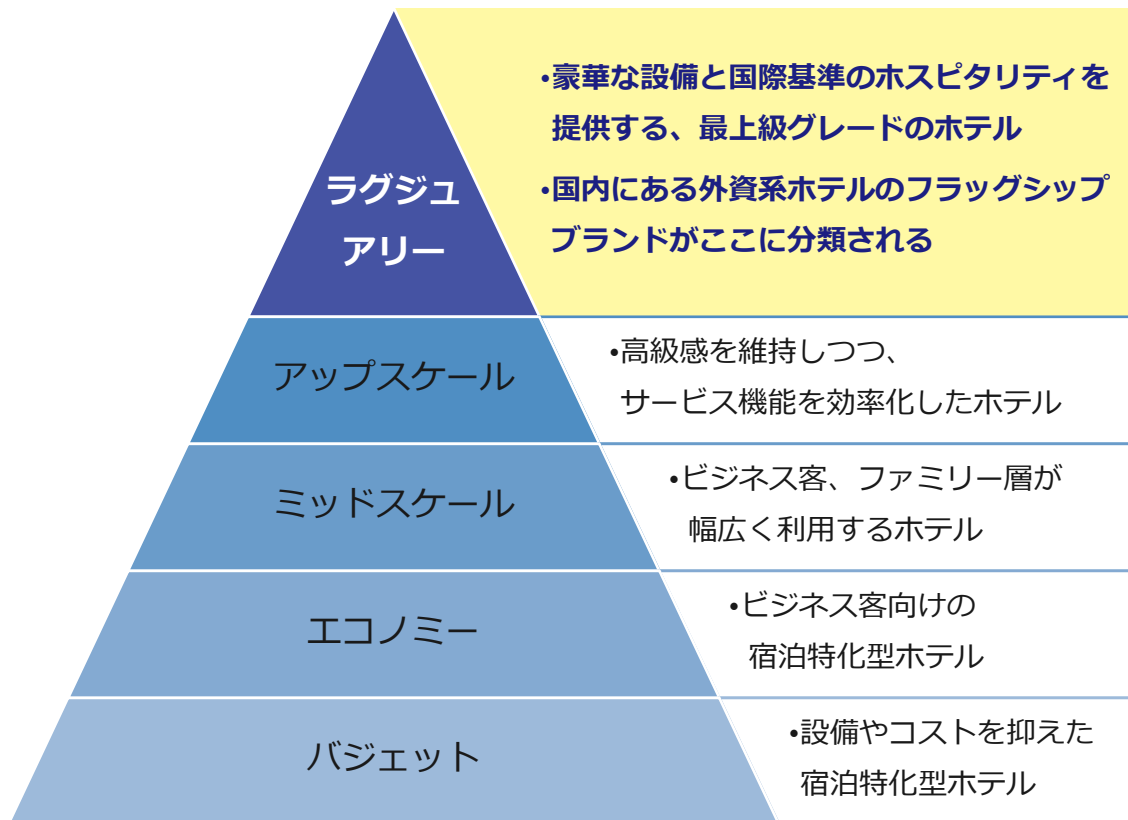 ラグジュ
アリー
•豪華な設備と国際基準のホスピタリティを
提供する、最上級グレードのホテル
•国内にある外資系ホテルのフラッグシップ
ブランドがここに分類される
アップスケール
•高級感を維持しつつ、
サービス機能を効率化したホテル
ミッドスケール
•ビジネス客、ファミリー層が
幅広く利用するホテル
エコノミー
•ビジネス客向けの
宿泊特化型ホテル
バジェット
•設備やコストを抑えた
宿泊特化型ホテル